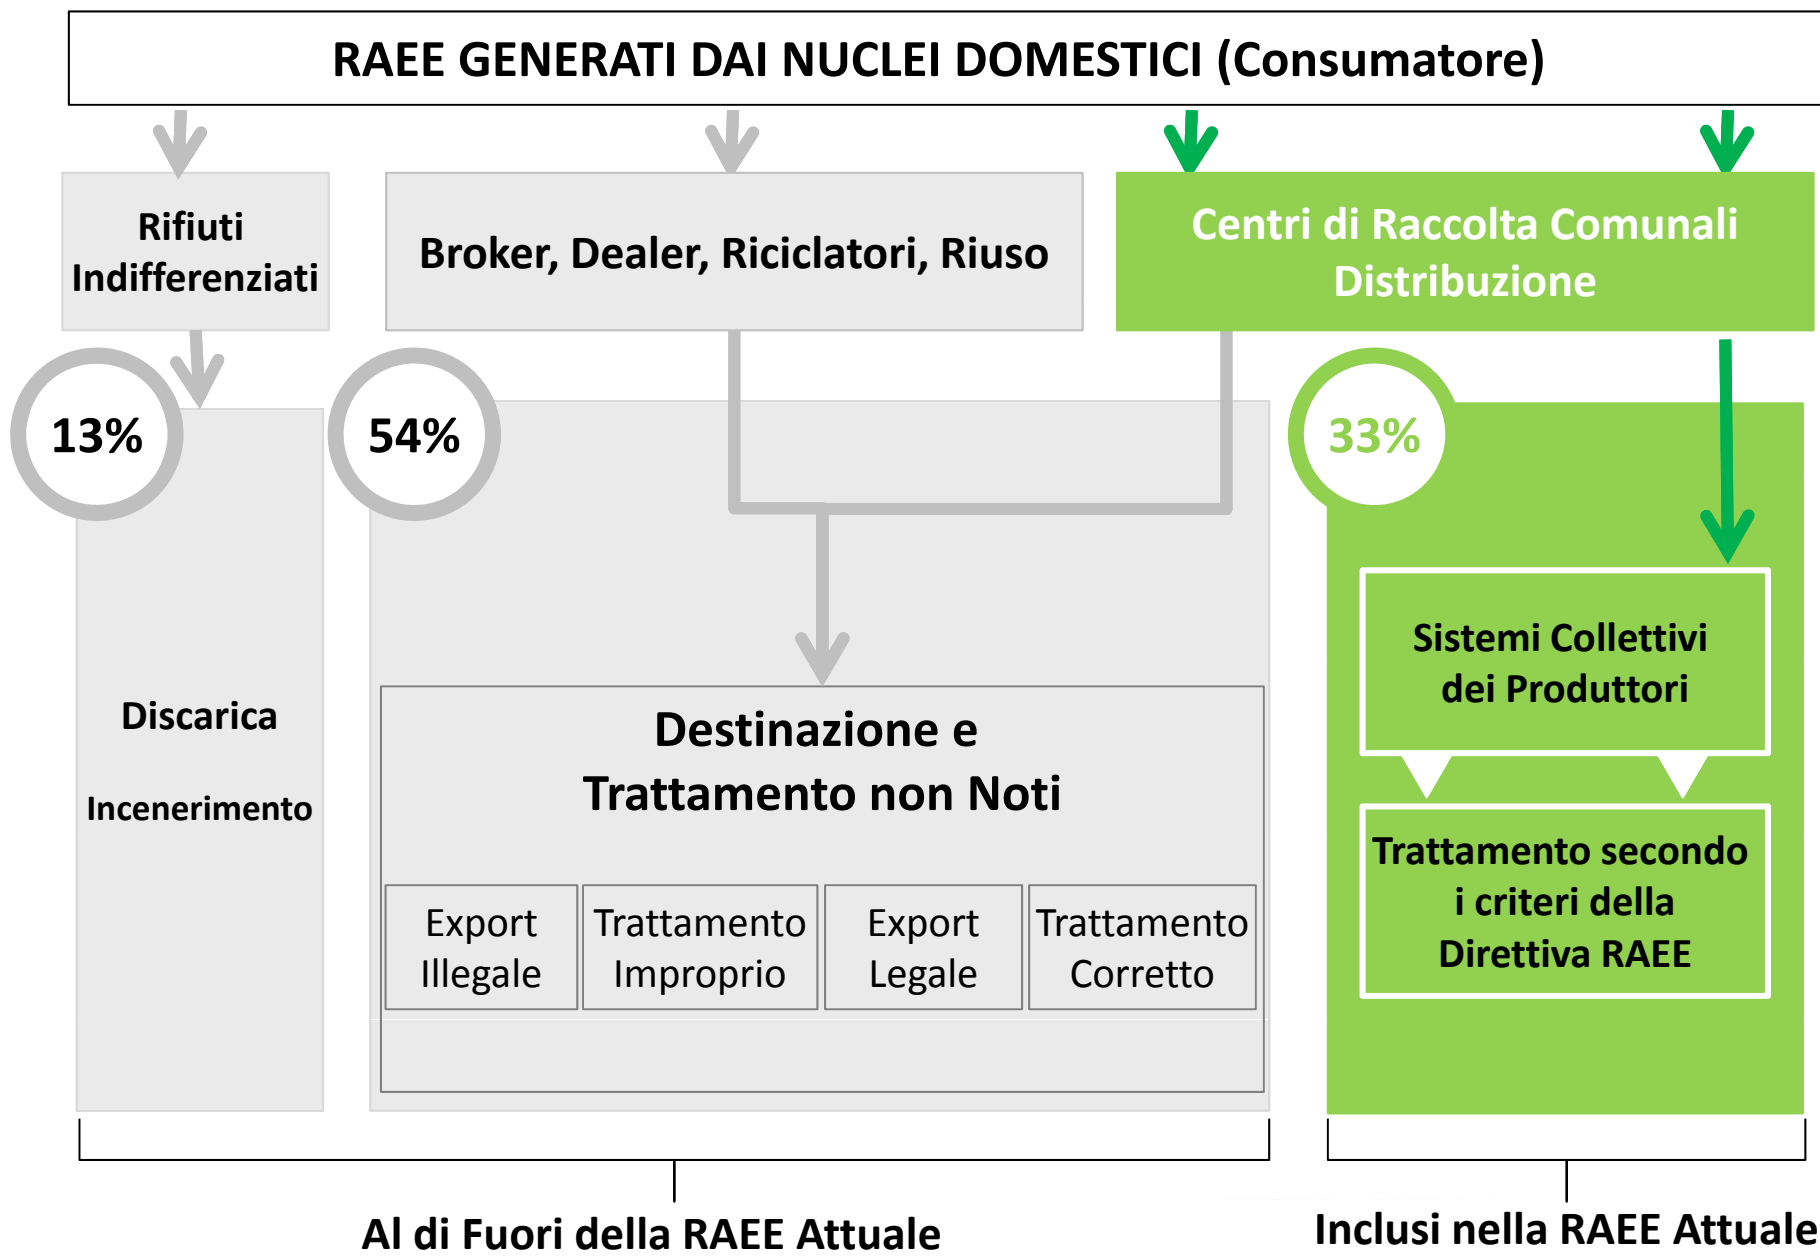 RAEE GENERATI DAI NUCLEI DOMESTICI (Consumatore)
Rifiuti
Indifferenziati
Broker, Dealer, Riciclatori, Riuso
Centri di Raccolta Comunali
Distribuzione
13%
54%
33%
Discarica
Incenerimento
Destinazione e
Trattamento non Noti
Export
Illegale
Trattamento
Improprio
Export
Legale
Trattamento
Corretto
Sistemi Collettivi
dei Produttori
Trattamento secondo
i criteri della
Direttiva RAEE
Al di Fuori della RAEE Attuale
Inclusi nella RAEE Attuale